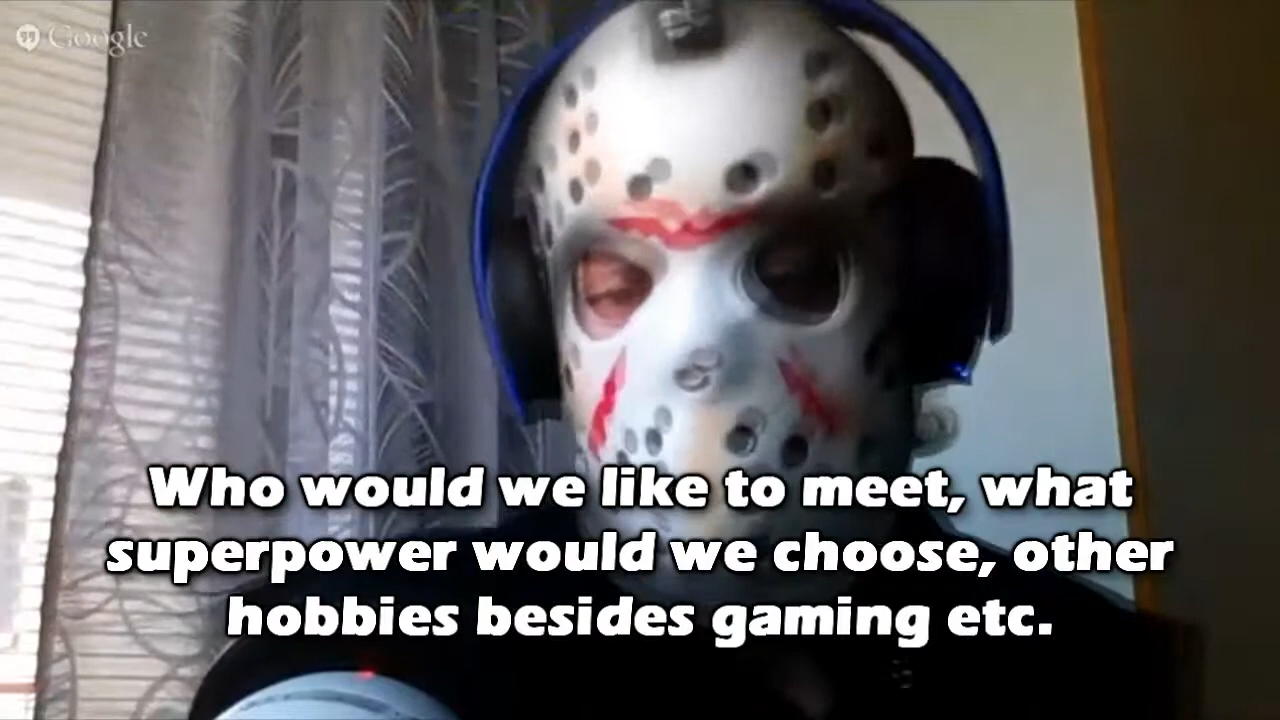 Google
Who would we like to meet, what
superpower would we choose, other
hobbies besides gaming etc.